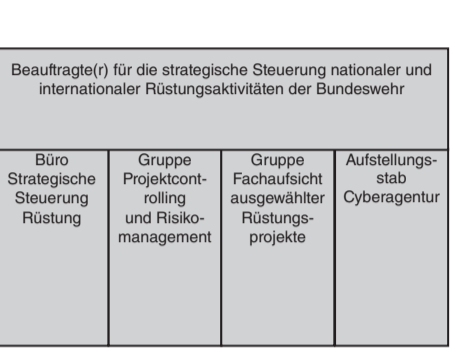 Beauftragte(r) für die strategische Steuerung nationaler und
internationaler Rüstungsaktivitäten der Bundeswehr
Büro
Strategische
Steuerung
Rüstung
Gruppe
Projektcont-
rolling
und Risiko-
management
Gruppe
Fachaufsicht
ausgewählter
Rüstungs-
projekte
Aufstellungs-
stab
Cyberagentur